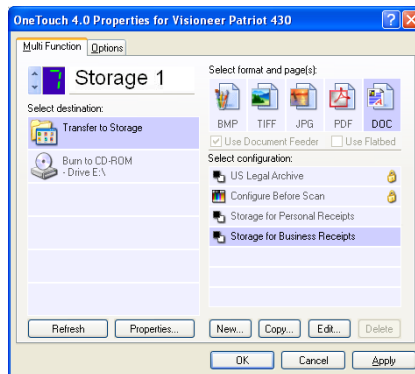 OneTouch 4.0 Properties for Visioneer Patriot 430
Multi Function
Options
7
Storage 1
Select destination:
Transfer to Storage
Burn to CD-ROM
- Drive E:\
Refresh
Properties...
Select format and page(s):
BMP TIFF JPG PDF DOC
Use Document Feeder
Use Flatbed
Select configuration:
US Legal Archive
Configure Before Scan
Storage for Personal Receipts
Storage for Business Receipts
New... Copy... Edit... Delete
OK Cancel Apply